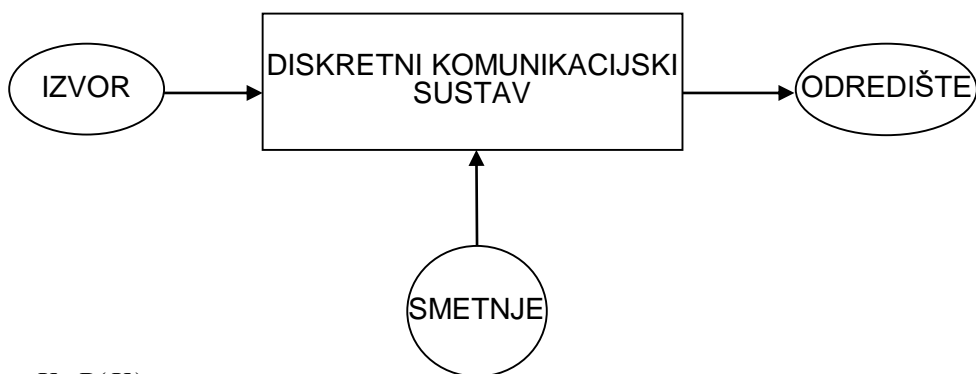 IZVOR
DISKRETNI KOMUNIKACIJSKI
SUSTAV
ODREDIŠTE
SMETNJE